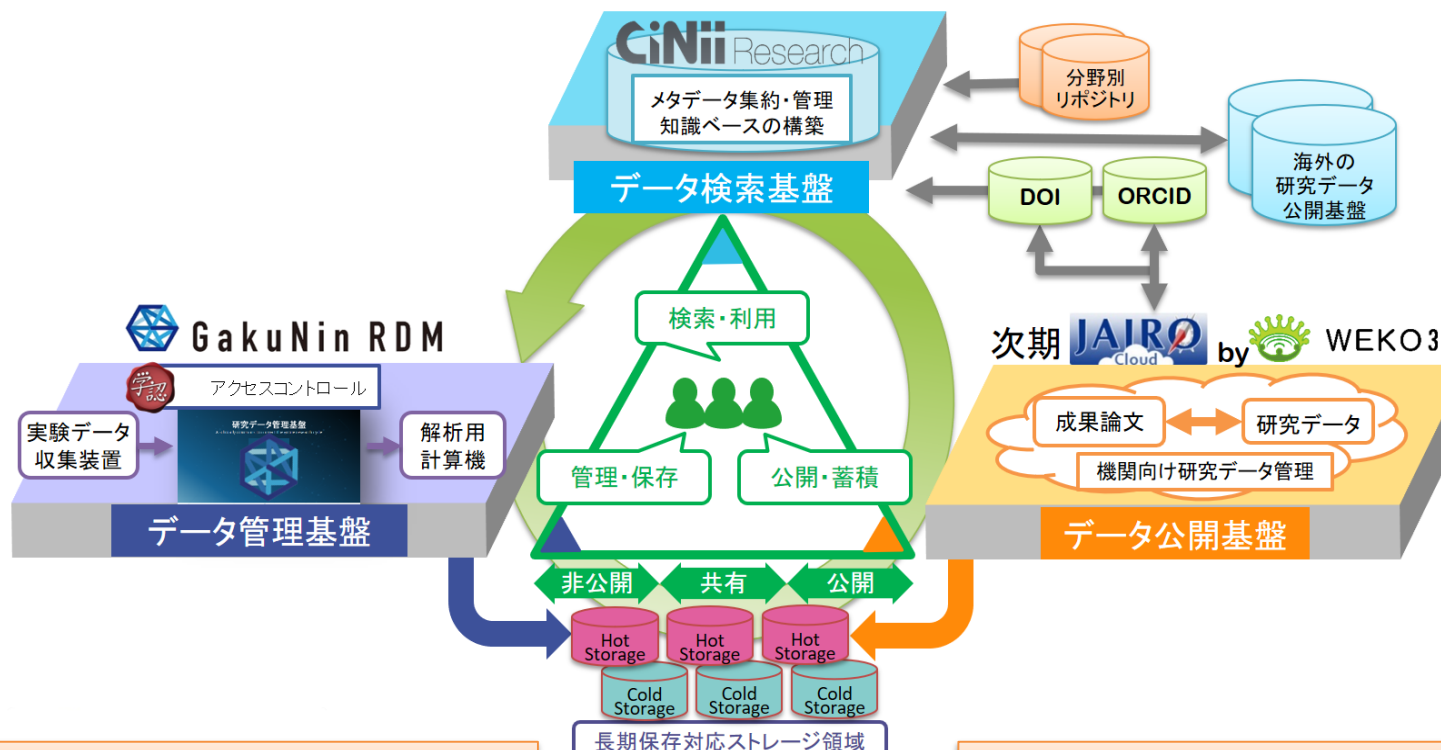 CiNii Research
メタデータ集約・管理
知識ベースの構築
データ検索基盤
分野別
リポジトリ
海外の
研究データ
公開基盤
DOI
ORCID
検索・利用
管理・保存
公開・蓄積
GakuNin RDM
学認
アクセスコントロール
実験データ
収集装置
研究データ管理基盤
解析用
計算機
データ管理基盤
次期 JAIRO Cloud by WEKO3
成果論文
研究データ
機関向け研究データ管理
データ公開基盤
非公開
共有
公開
Hot
Storage
Hot
Storage
Hot
Storage
Cold
Storage
Cold
Storage
Cold
Storage
長期保存対応ストレージ領域